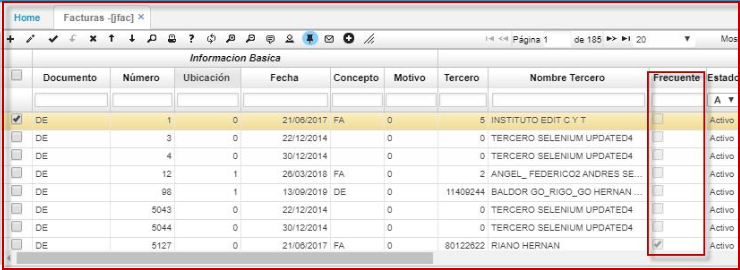 Home Facturas -[jfac] ×
Página 1 de 185 20 Mos
Informacion Basica
Documento Número Ubicación Fecha Concepto Motivo Tercero Nombre Tercero Frecuente Estado
A
DE 1 0 21/06/2017 FA 0 5 INSTITUTO EDIT C Y T Activo
DE 3 0 22/12/2014 0 0 TERCERO SELENIUM UPDATED4 Activo
DE 4 0 30/12/2014 0 0 TERCERO SELENIUM UPDATED4 Activo
DE 12 1 26/03/2018 FA 0 2 ANGEL_ FEDERICO2 ANDRES SE... Activo
DE 98 1 13/09/2019 DE 0 11409244 BALDOR GO_RIGO_GO HERNAN ... Activo
DE 5043 0 22/12/2014 0 0 TERCERO SELENIUM UPDATED4 Activo
DE 5044 0 30/12/2014 0 0 TERCERO SELENIUM UPDATED4 Activo
DE 5127 0 21/06/2017 FA 0 80122622 RIANO HERNAN Activo